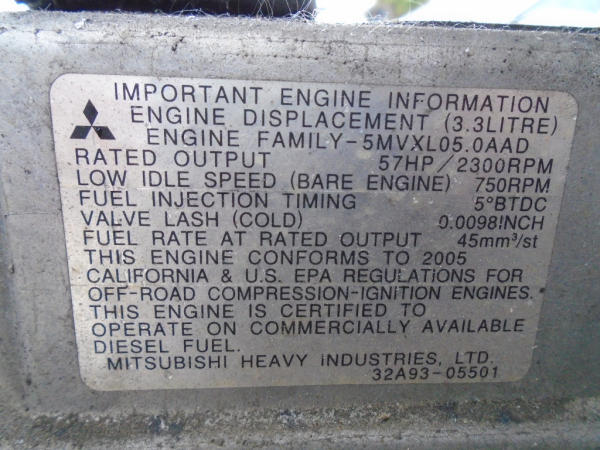 IMPORTANT ENGINE INFORMATION
ENGINE DISPLACEMENT (3.3LITRE)
ENGINE FAMILY-5MVXL05.0AAD
RATED OUTPUT 57HP/2300RPM
LOW IDLE SPEED (BARE ENGINE) 750RPM
FUEL INJECTION TIMING 5°BTDC
VALVE LASH (COLD) 0.0098INCH
FUEL RATE AT RATED OUTPUT 45mm³/st
THIS ENGINE CONFORMS TO 2005
CALIFORNIA & U.S. EPA REGULATIONS FOR
OFF-ROAD COMPRESSION-IGNITION ENGINES.
THIS ENGINE IS CERTIFIED TO
OPERATE ON COMMERCIALLY AVAILABLE
DIESEL FUEL.
MITSUBISHI HEAVY INDUSTRIES, LTD.
32A93-05501